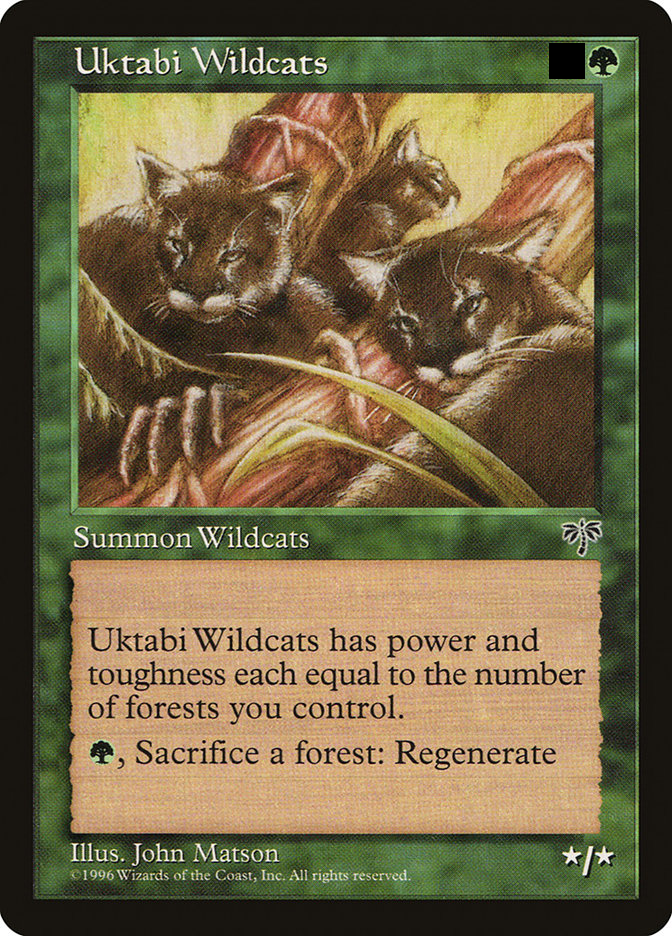 Uktabi Wildcats
Summon Wildcats
Uktabi Wildcats has power and
toughness each equal to the number
of forests you control.
, Sacrifice a forest: Regenerate
Illus. John Matson
©1996 Wizards of the Coast, Inc. All rights reserved.
★/★